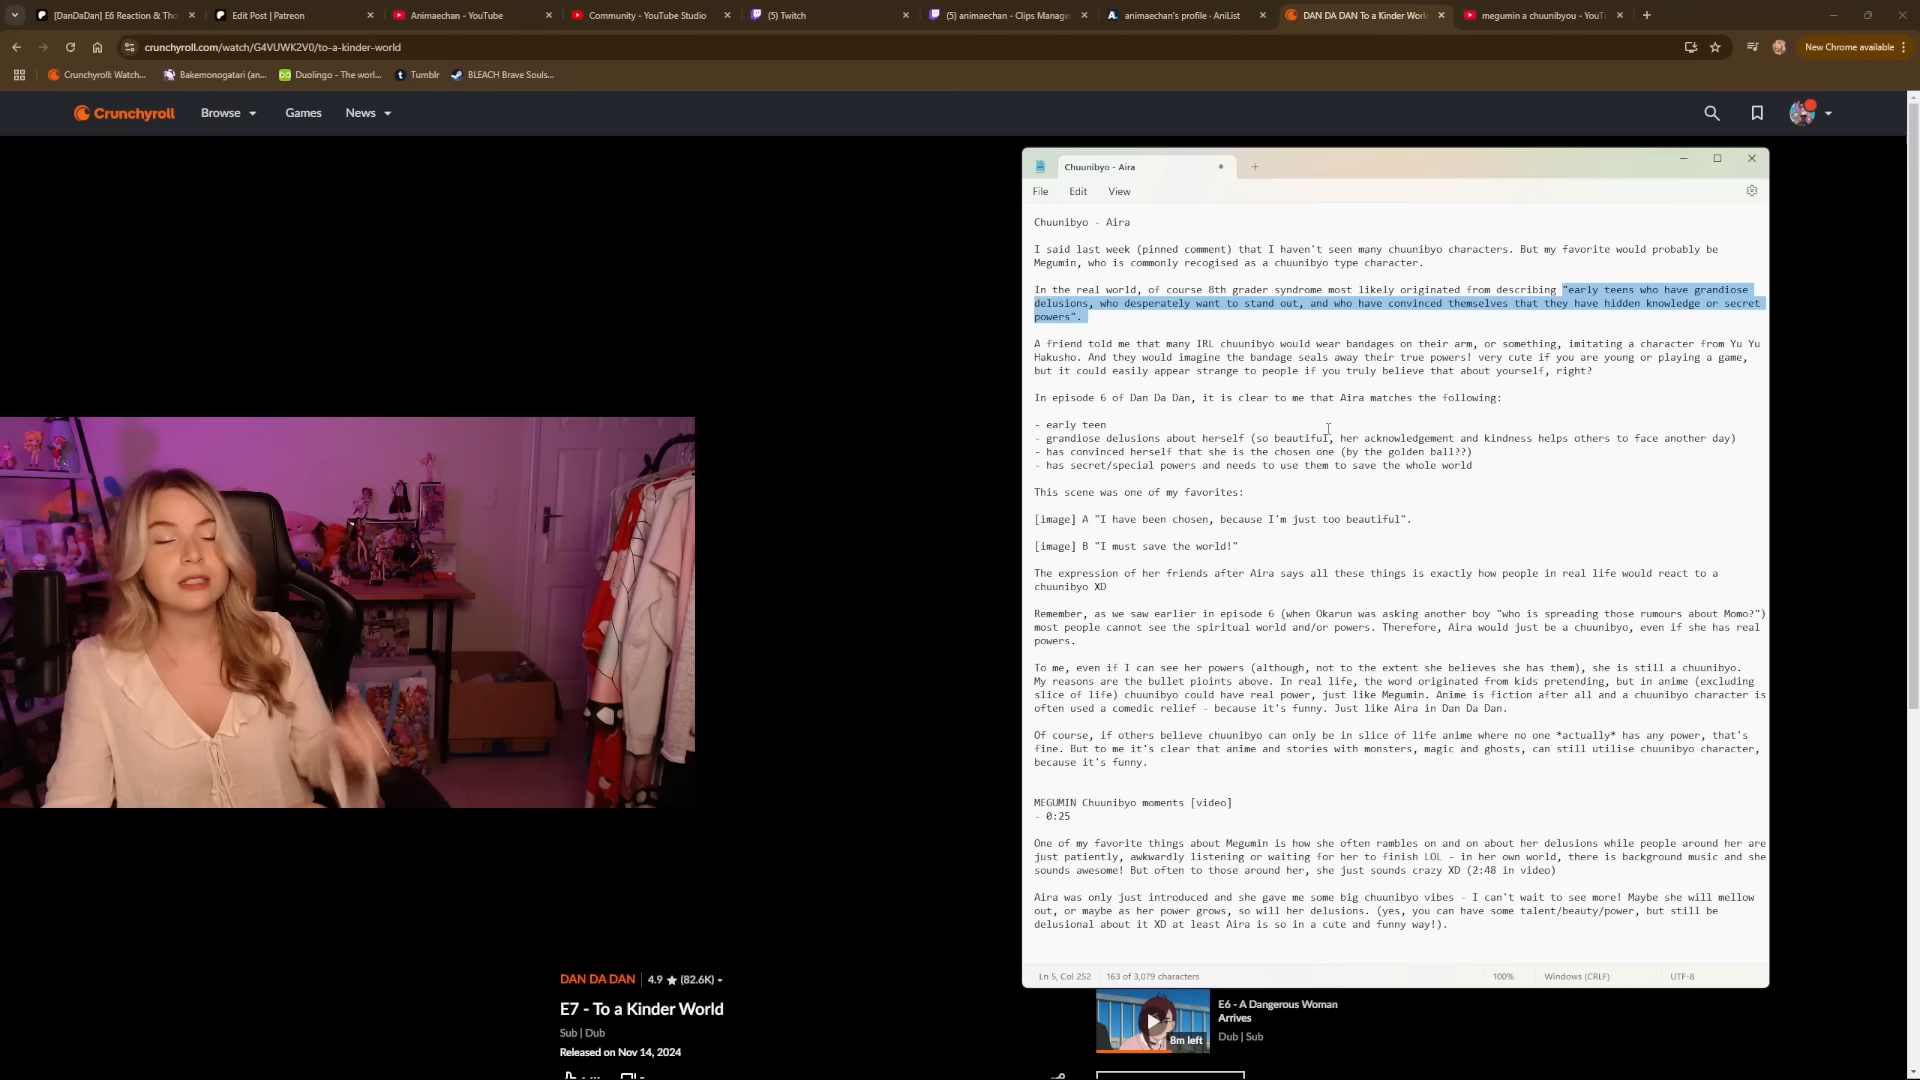 [DanDaDan] E6 Reaction & Tho
Edit Post | Patreon
Animaechan - YouTube
Community - YouTube Studio
(5) Twitch
(5) animaechan - Clips Manage
animaechan's profile · AniList
DAN DA DAN To a Kinder Worl
megumin a chuunibyou - YouT
crunchyroll.com/watch/G4VUWK2V0/to-a-kinder-world
New Chrome available
Crunchyroll: Watch...
Bakemonogatari (an...
Duolingo - The worl...
Tumblr
BLEACH Brave Souls...
Crunchyroll
Browse
Games
News
Chuunibyo - Aira
File
Edit
View
Chuunibyo - Aira
I said last week (pinned comment) that I haven't seen many chuunibyo characters. But my favorite would probably be
Megumin, who is commonly recogised as a chuunibyo type character.
In the real world, of course 8th grader syndrome most likely originated from describing "early teens who have grandiose
delusions, who desperately want to stand out, and who have convinced themselves that they have hidden knowledge or secret
powers".
A friend told me that many IRL chuunibyo would wear bandages on their arm, or something, imitating a character from Yu Yu
Hakusho. And they would imagine the bandage seals away their true powers! very cute if you are young or playing a game,
but it could easily appear strange to people if you truly believe that about yourself, right?
In episode 6 of Dan Da Dan, it is clear to me that Aira matches the following:
- early teen
- grandiose delusions about herself (so beautiful, her acknowledgement and kindness helps others to face another day)
- has convinced herself that she is the chosen one (by the golden ball??)
- has secret/special powers and needs to use them to save the whole world
This scene was one of my favorites:
[image] A "I have been chosen, because I'm just too beautiful".
[image] B "I must save the world!"
The expression of her friends after Aira says all these things is exactly how people in real life would react to a
chuunibyo XD
Remember, as we saw earlier in episode 6 (when Okarun was asking another boy "who is spreading those rumours about Momo?")
most people cannot see the spiritual world and/or powers. Therefore, Aira would just be a chuunibyo, even if she has real
powers.
To me, even if I can see her powers (although, not to the extent she believes she has them), she is still a chuunibyo.
My reasons are the bullet pioints above. In real life, the word originated from kids pretending, but in anime (excluding
slice of life) chuunibyo could have real power, just like Megumin. Anime is fiction after all and a chuunibyo character is
often used a comedic relief - because it's funny. Just like Aira in Dan Da Dan.
Of course, if others believe chuunibyo can only be in slice of life anime where no one *actually* has any power, that's
fine. But to me it's clear that anime and stories with monsters, magic and ghosts, can still utilise chuunibyo character,
because it's funny.
MEGUMIN Chuunibyo moments [video]
- 0:25
One of my favorite things about Megumin is how she often rambles on and on about her delusions while people around her are
just patiently, awkwardly listening or waiting for her to finish LOL - in her own world, there is background music and she
sounds awesome! But often to those around her, she just sounds crazy XD (2:48 in video)
Aira was only just introduced and she gave me some big chuunibyo vibes - I can't wait to see more! Maybe she will mellow
out, or maybe as her power grows, so will her delusions. (yes, you can have some talent/beauty/power, but still be
delusional about it XD at least Aira is so in a cute and funny way!).
Ln 5, Col 252
163 of 3,079 characters
100%
Windows (CRLF)
UTF-8
DAN DA DAN
4.9 ★ (82.6K)
E7 - To a Kinder World
Sub | Dub
Released on Nov 14, 2024
8m left
E6 - A Dangerous Woman
Arrives
Dub | Sub